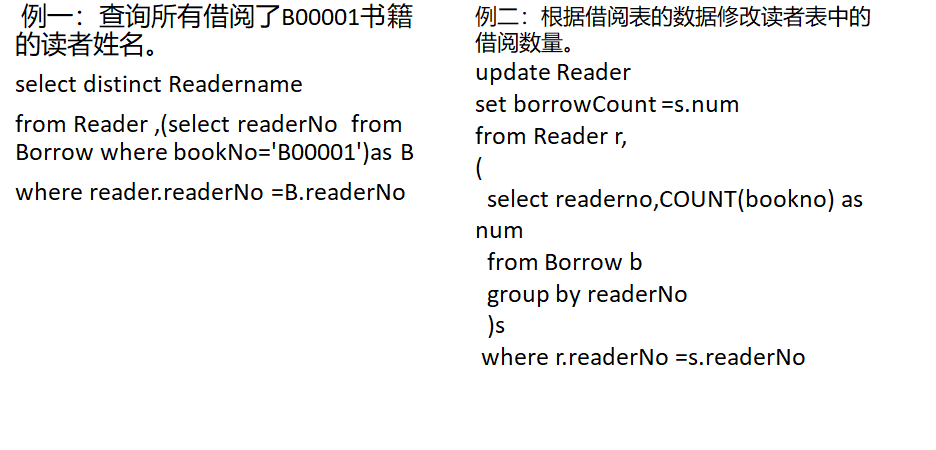 例一：查询所有借阅了B00001书籍
的读者姓名。
select distinct Readername
from Reader ,(select readerNo  from
Borrow where bookNo='B00001')as B
where reader.readerNo =B.readerNo
例二：根据借阅表的数据修改读者表中的
借阅数量。
update Reader
set borrowCount =s.num
from Reader r,
(
select readerno,COUNT(bookno) as
num
from Borrow b
group by readerNo
)s
where r.readerNo =s.readerNo